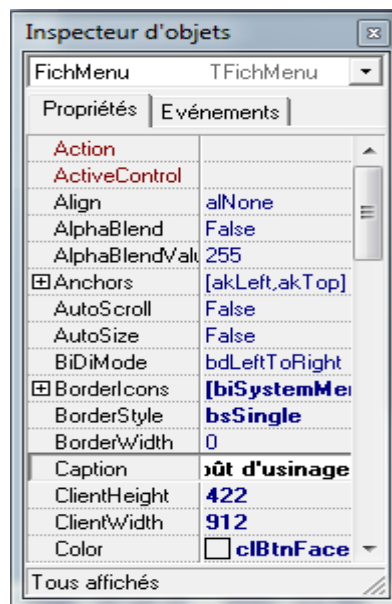 Inspecteur d'objets
FichMenu TFichMenu
Propriétés Evénements
Action
ActiveControl
Align alNone
AlphaBlend False
AlphaBlendVal 255
Anchors [akLeft,akTop]
AutoScroll False
AutoSize False
BiDiMode bdLeftToRight
BorderIcons [biSystemMe
BorderStyle bsSingle
BorderWidth 0
Caption oût d'usinage
ClientHeight 422
ClientWidth 912
Color clBtnFace
Tous affichés